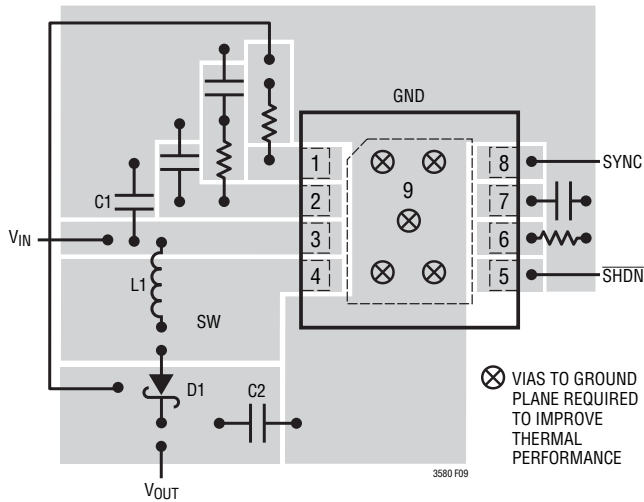 GND
1
8
SYNC
9
C1
2
7
VIN
3
6
4
5
SHDN
L1
SW
D1
C2
VIAS TO GROUND
PLANE REQUIRED
TO IMPROVE
THERMAL
PERFORMANCE
3580 F09
VOUT